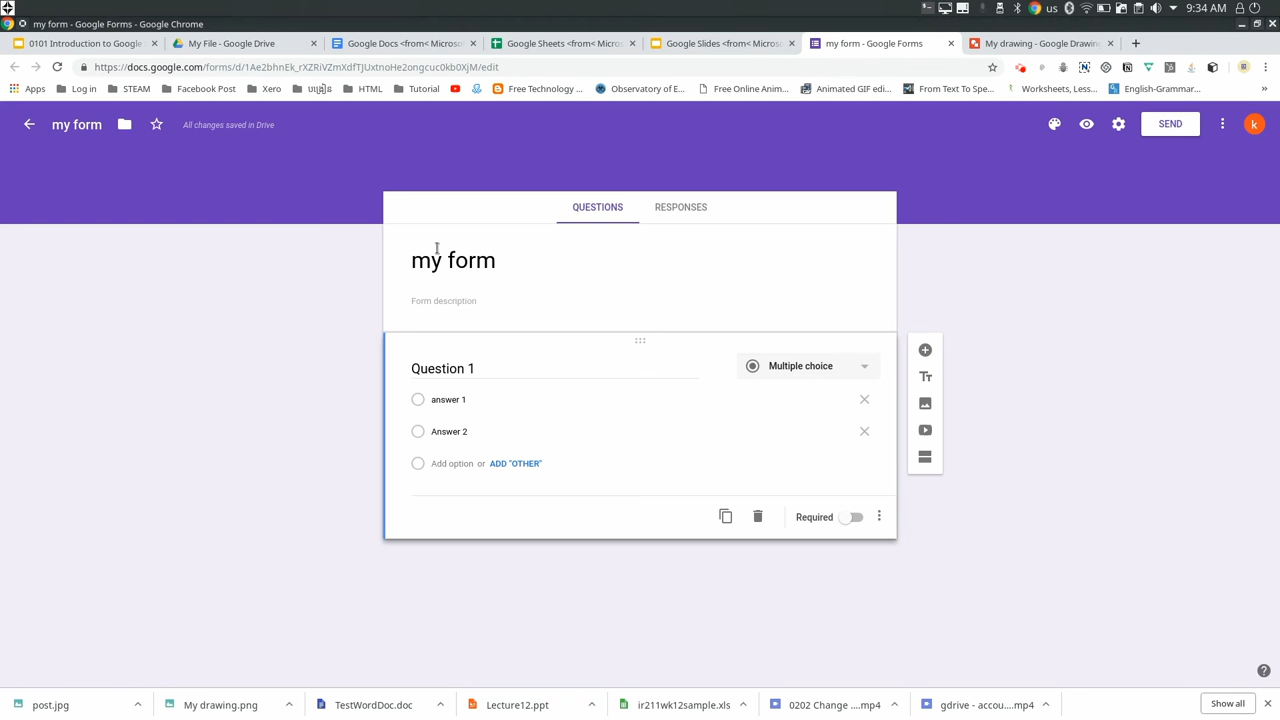 us 9:34 AM
my form - Google Forms - Google Chrome
0101 Introduction to Google
My File - Google Drive
Google Docs <from< Microso
Google Sheets <from< Micros
Google Slides <from< Microso
my form - Google Forms
My drawing - Google Drawing
https://docs.google.com/forms/d/1Ae2bhnEk_rXZRiVZmXdfTJUxtnoHe2ongcuc0kb0XjM/edit
Apps Log in STEAM Facebook Post Xero HTML Tutorial Free Technology ... Observatory of E... Free Online Anim... Animated GIF edi... From Text To Spe... Worksheets, Less... English-Grammar...
my form All changes saved in Drive SEND k
QUESTIONS RESPONSES
my form
Form description
Question 1 Multiple choice
answer 1
Answer 2
Add option or ADD "OTHER"
Required
post.jpg My drawing.png TestWordDoc.doc Lecture12.ppt ir211wk12sample.xls 0202 Change ....mp4 gdrive - accou....mp4 Show all